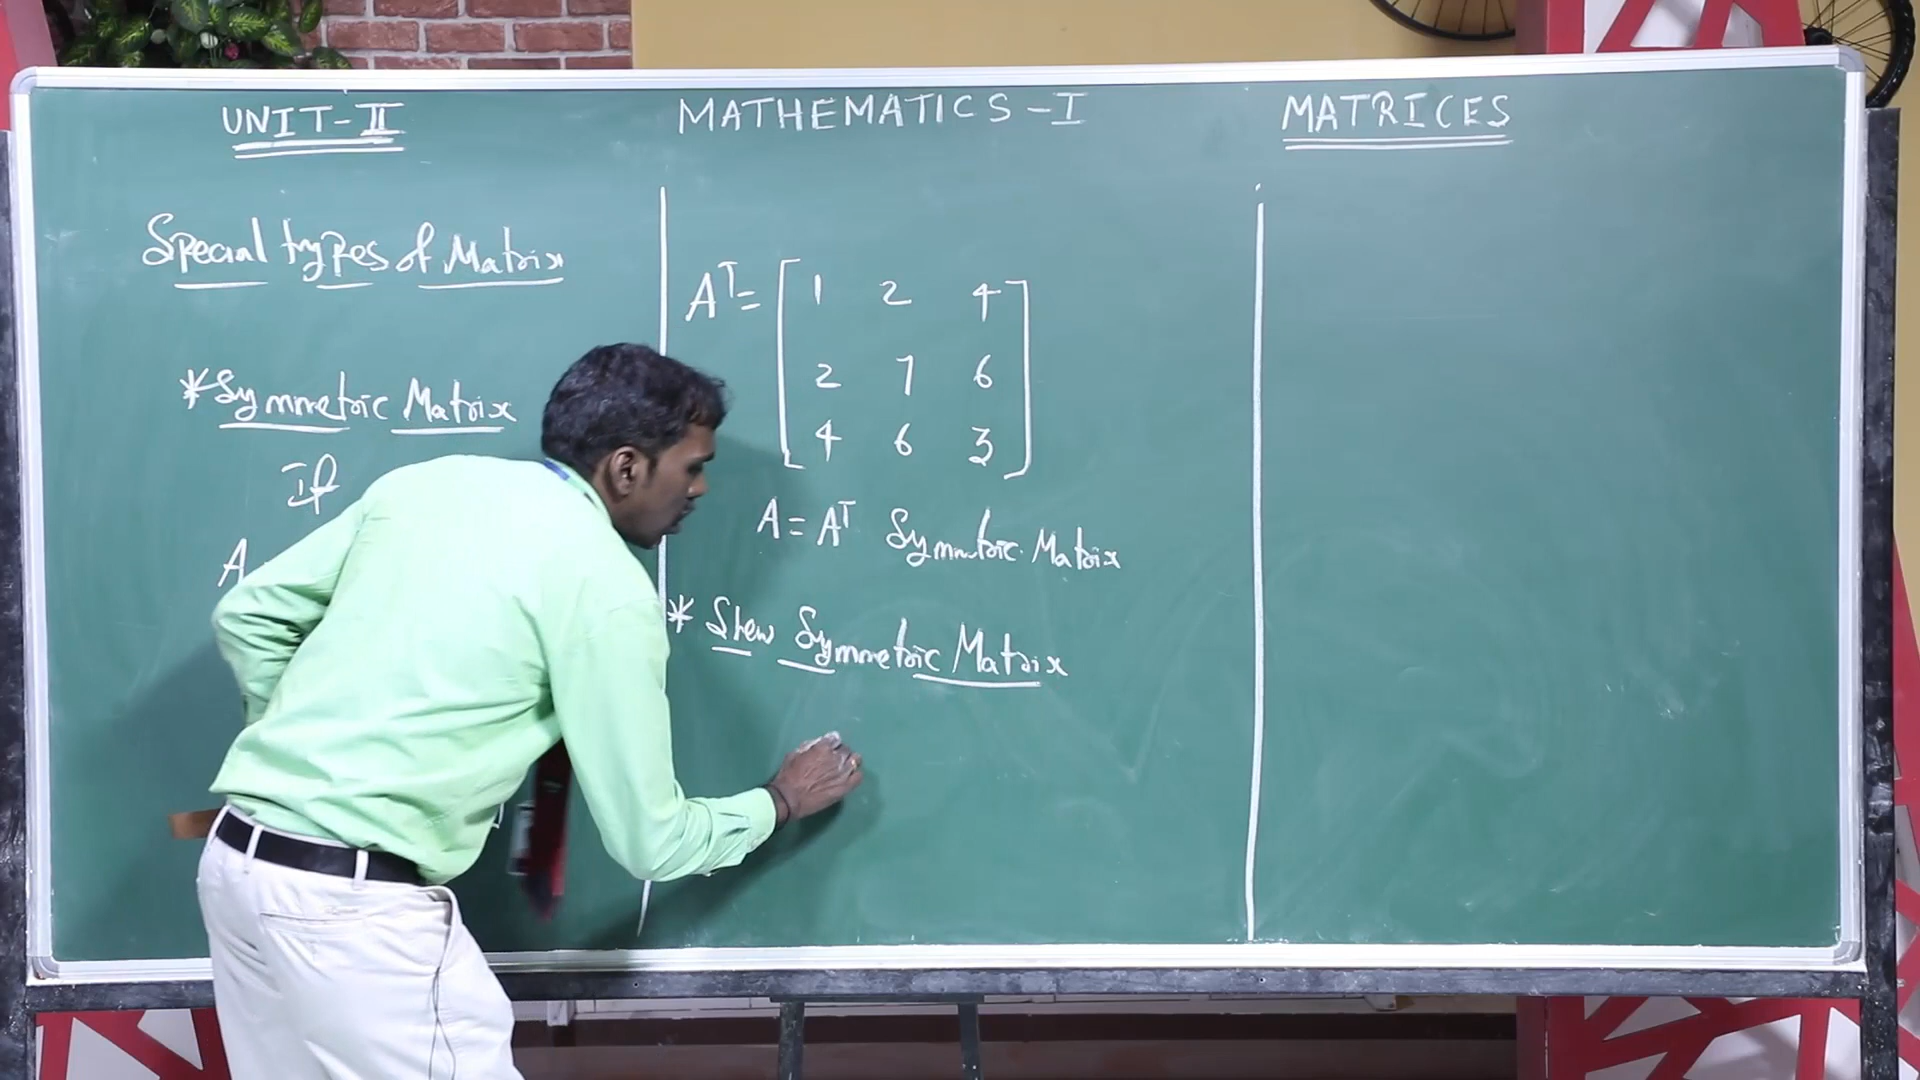 UNIT-II
MATHEMATICS-I
MATRICES
Special types of Matrix
*Symmetric Matrix
If
A
Aᵀ= [ 1 2 4
2 7 6
4 6 3 ]
A = Aᵀ Symmetric Matrix
* Skew Symmetric Matrix